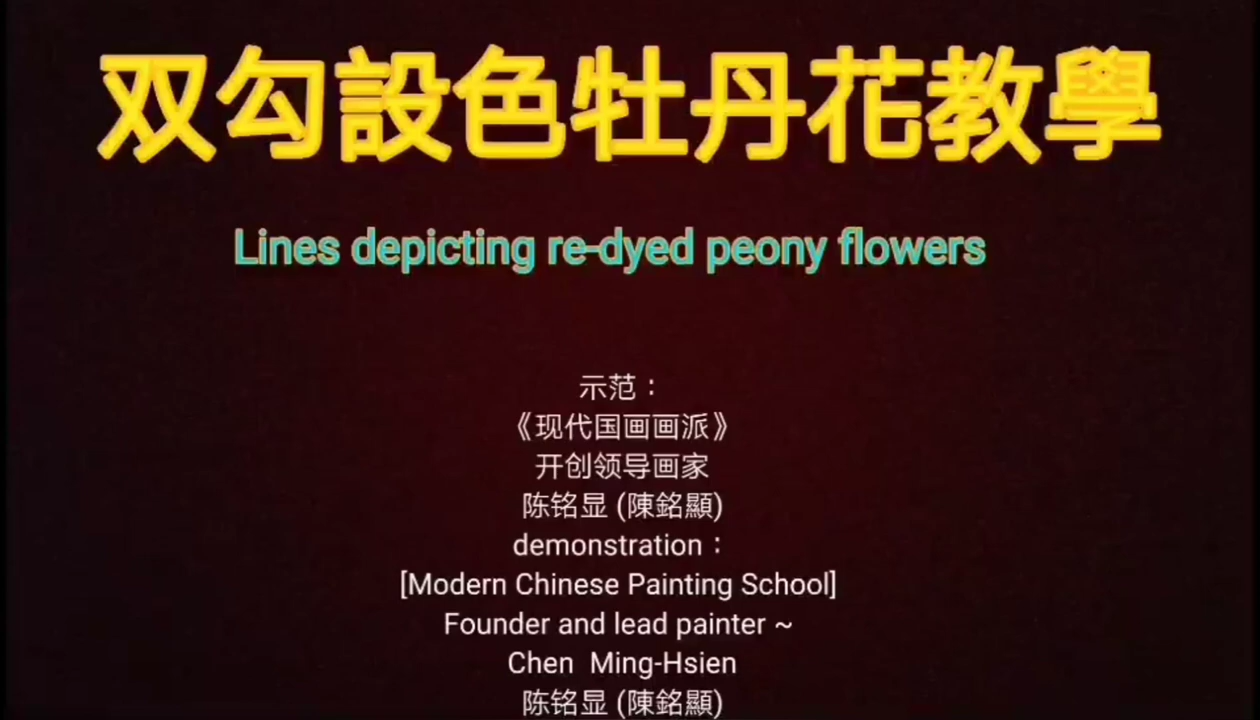 双勾設色牡丹花教學
Lines depicting re-dyed peony flowers
示范：
《现代国画画派》
开创领导画家
陈铭显 (陳銘顯)
demonstration：
[Modern Chinese Painting School]
Founder and lead painter ~
Chen Ming-Hsien
陈铭显 (陳銘顯)